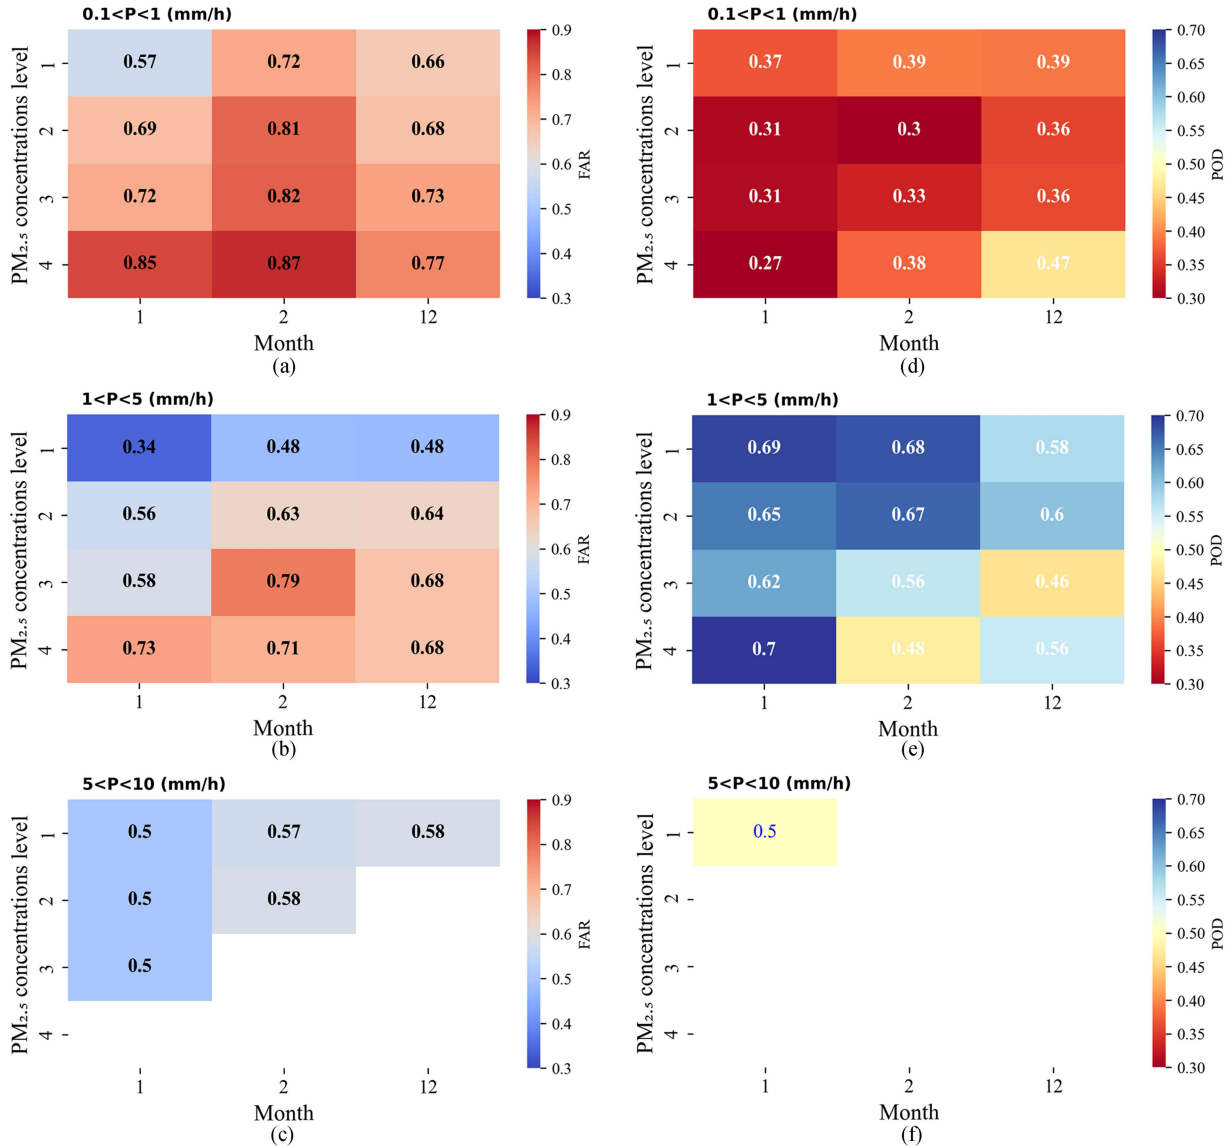 0.1<P<1 (mm/h)
PM₂.₅ concentrations level
1
2
3
4
0.57 0.72 0.66
0.69 0.81 0.68
0.72 0.82 0.73
0.85 0.87 0.77
1 2 12
Month
(a)
0.9
0.8
0.7
0.6
0.5
0.4
0.3
FAR
0.1<P<1 (mm/h)
PM₂.₅ concentrations level
1
2
3
4
0.37 0.39 0.39
0.31 0.3 0.36
0.31 0.33 0.36
0.27 0.38 0.47
1 2 12
Month
(d)
0.70
0.65
0.60
0.55
0.50
0.45
0.40
0.35
0.30
POD
1<P<5 (mm/h)
PM₂.₅ concentrations level
1
2
3
4
0.34 0.48 0.48
0.56 0.63 0.64
0.58 0.79 0.68
0.73 0.71 0.68
1 2 12
Month
(b)
0.9
0.8
0.7
0.6
0.5
0.4
0.3
FAR
1<P<5 (mm/h)
PM₂.₅ concentrations level
1
2
3
4
0.69 0.68 0.58
0.65 0.67 0.6
0.62 0.56 0.46
0.7 0.48 0.56
1 2 12
Month
(e)
0.70
0.65
0.60
0.55
0.50
0.45
0.40
0.35
0.30
POD
5<P<10 (mm/h)
PM₂.₅ concentrations level
1
2
3
4
0.5 0.57 0.58
0.5 0.58
0.5
1 2 12
Month
(c)
0.9
0.8
0.7
0.6
0.5
0.4
0.3
FAR
5<P<10 (mm/h)
PM₂.₅ concentrations level
1
2
3
4
0.5
1 2 12
Month
(f)
0.70
0.65
0.60
0.55
0.50
0.45
0.40
0.35
0.30
POD